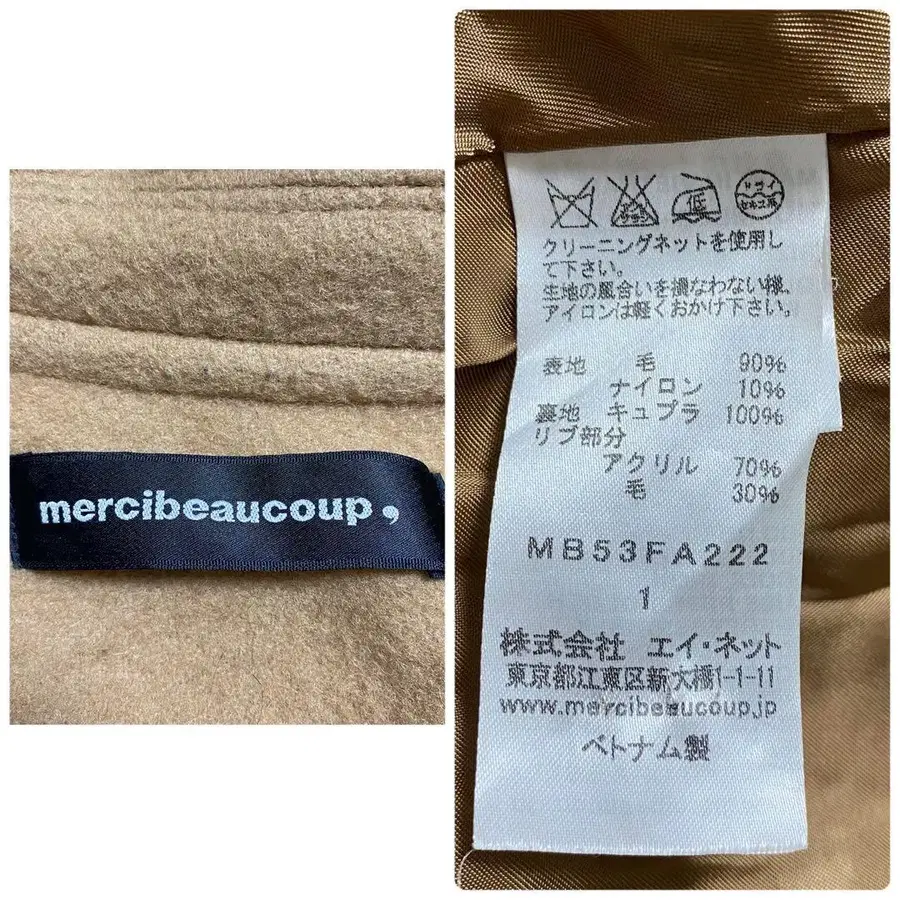 mercibeaucoup,
低
ドライ
セキユ系
クリーニングネットを使用し
て下さい。
生地の風合いを損なわない様、
アイロンは軽くおかけ下さい。
表地 毛 90%
ナイロン 10%
裏地 キュプラ 100%
リブ部分
アクリル 70%
毛 30%
MB53FA222
1
株式会社 エイ・ネット
東京都江東区新大橋1-1-11
www.mercibeaucoup.jp
ベトナム製